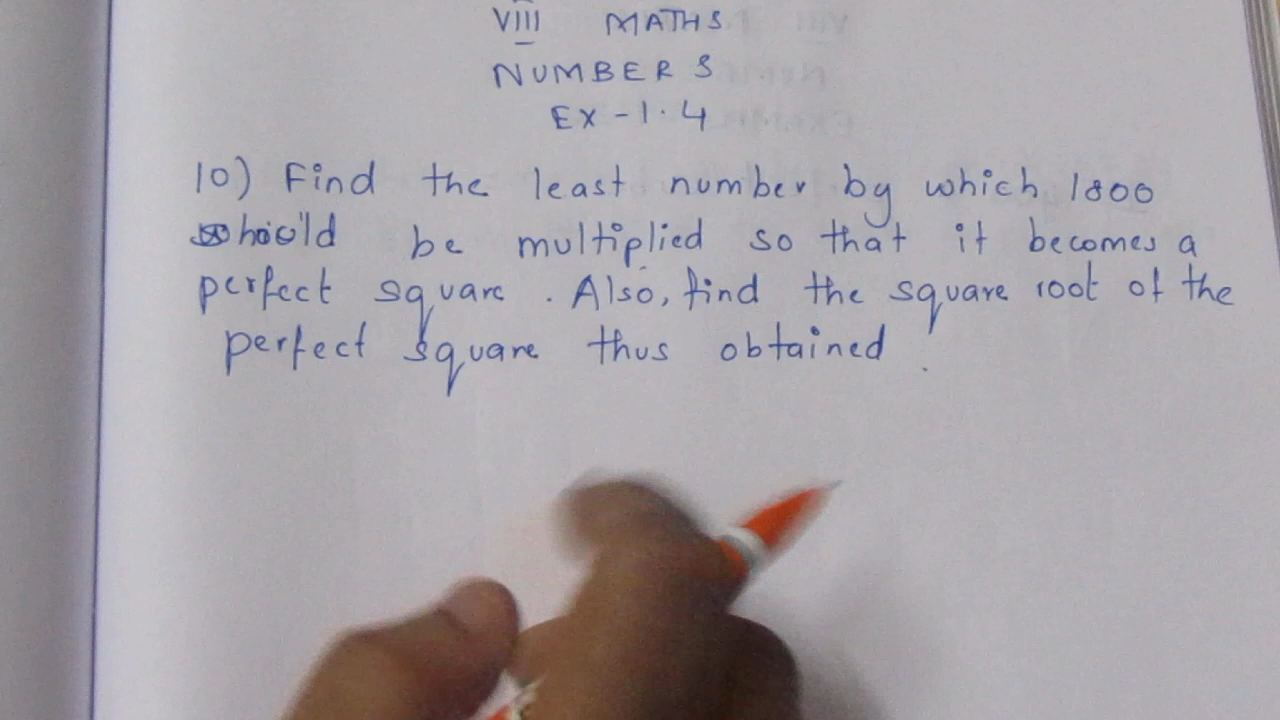 VIII MATHS
NUMBERS
EX-1.4
10) Find the least number by which 1800
should be multiplied so that it becomes a
perfect square. Also, find the square root of the
perfect square thus obtained.